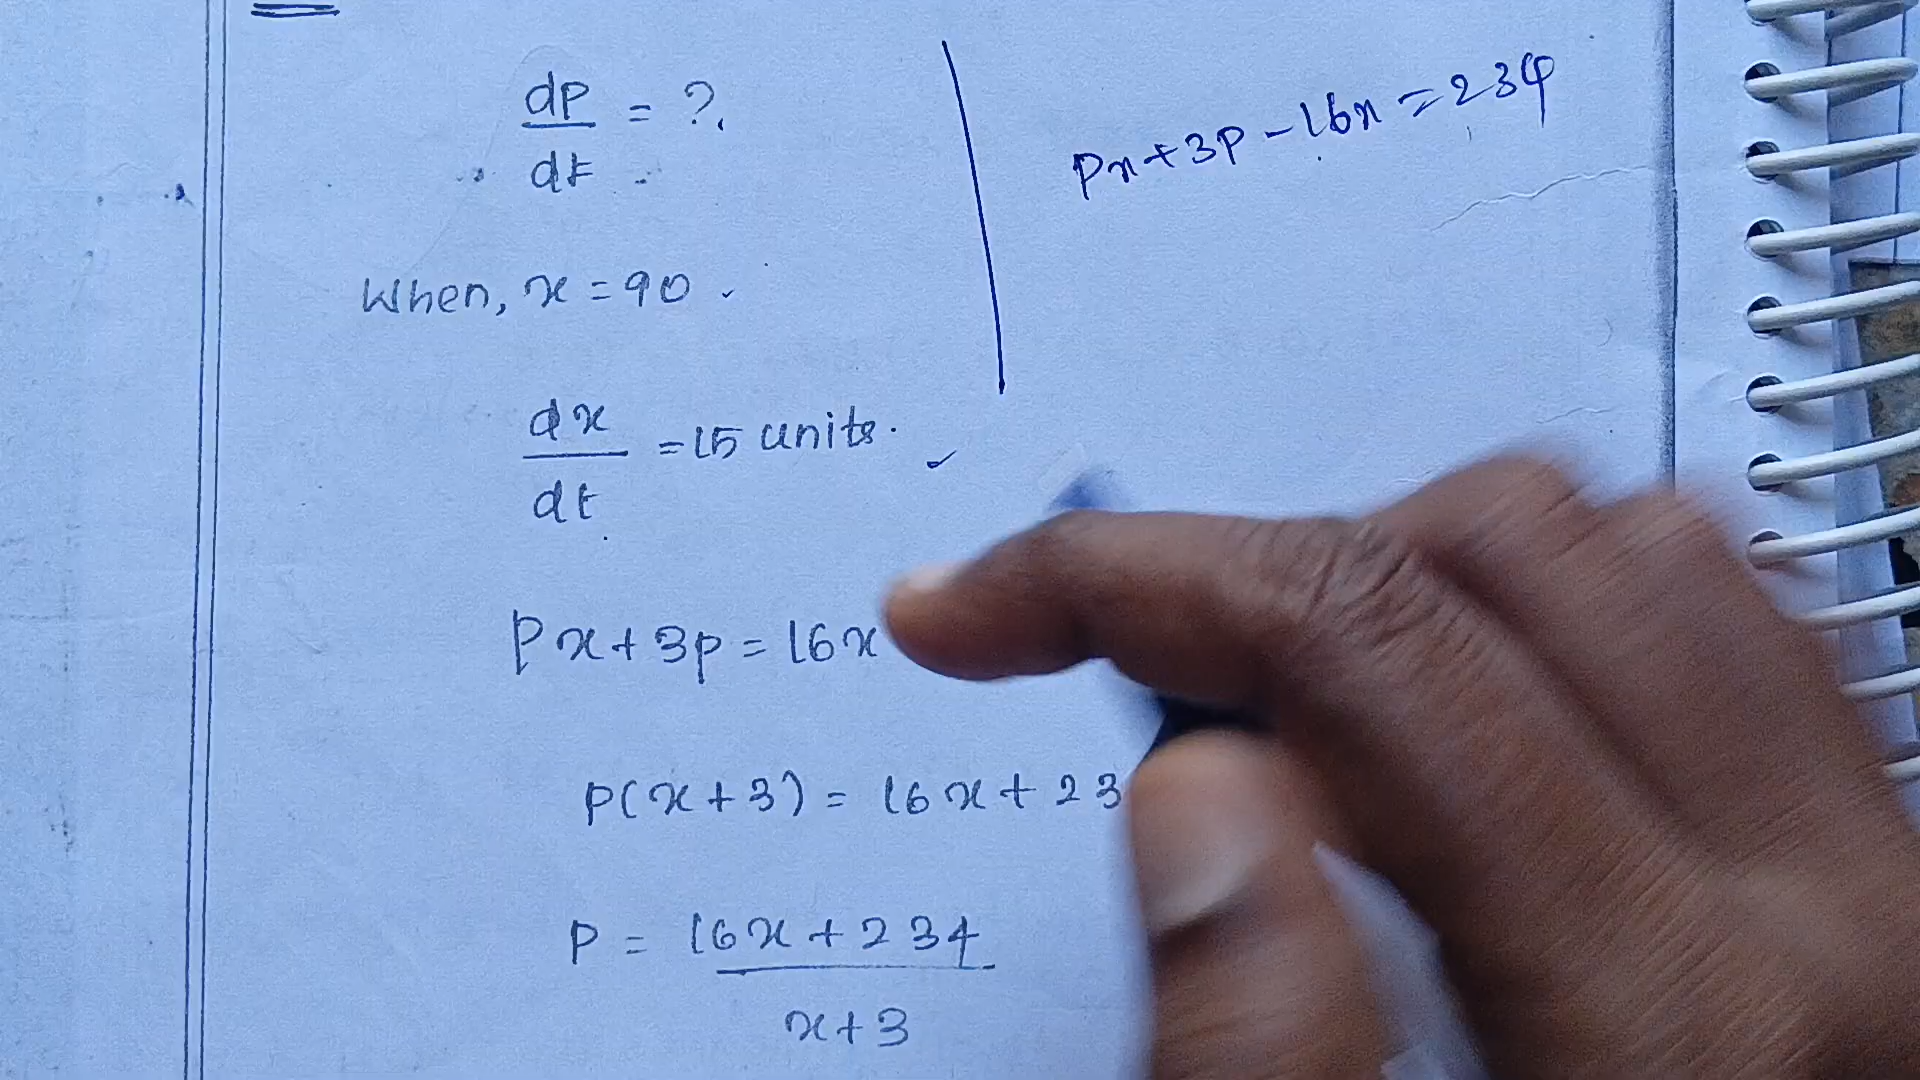 dp/dt = ?
When, x = 90
dx/dt = 15 units.
Px + 3p = 16x
P(x+3) = 16x + 23
P = 16x + 234 / x+3
Px + 3p - 16x = 234